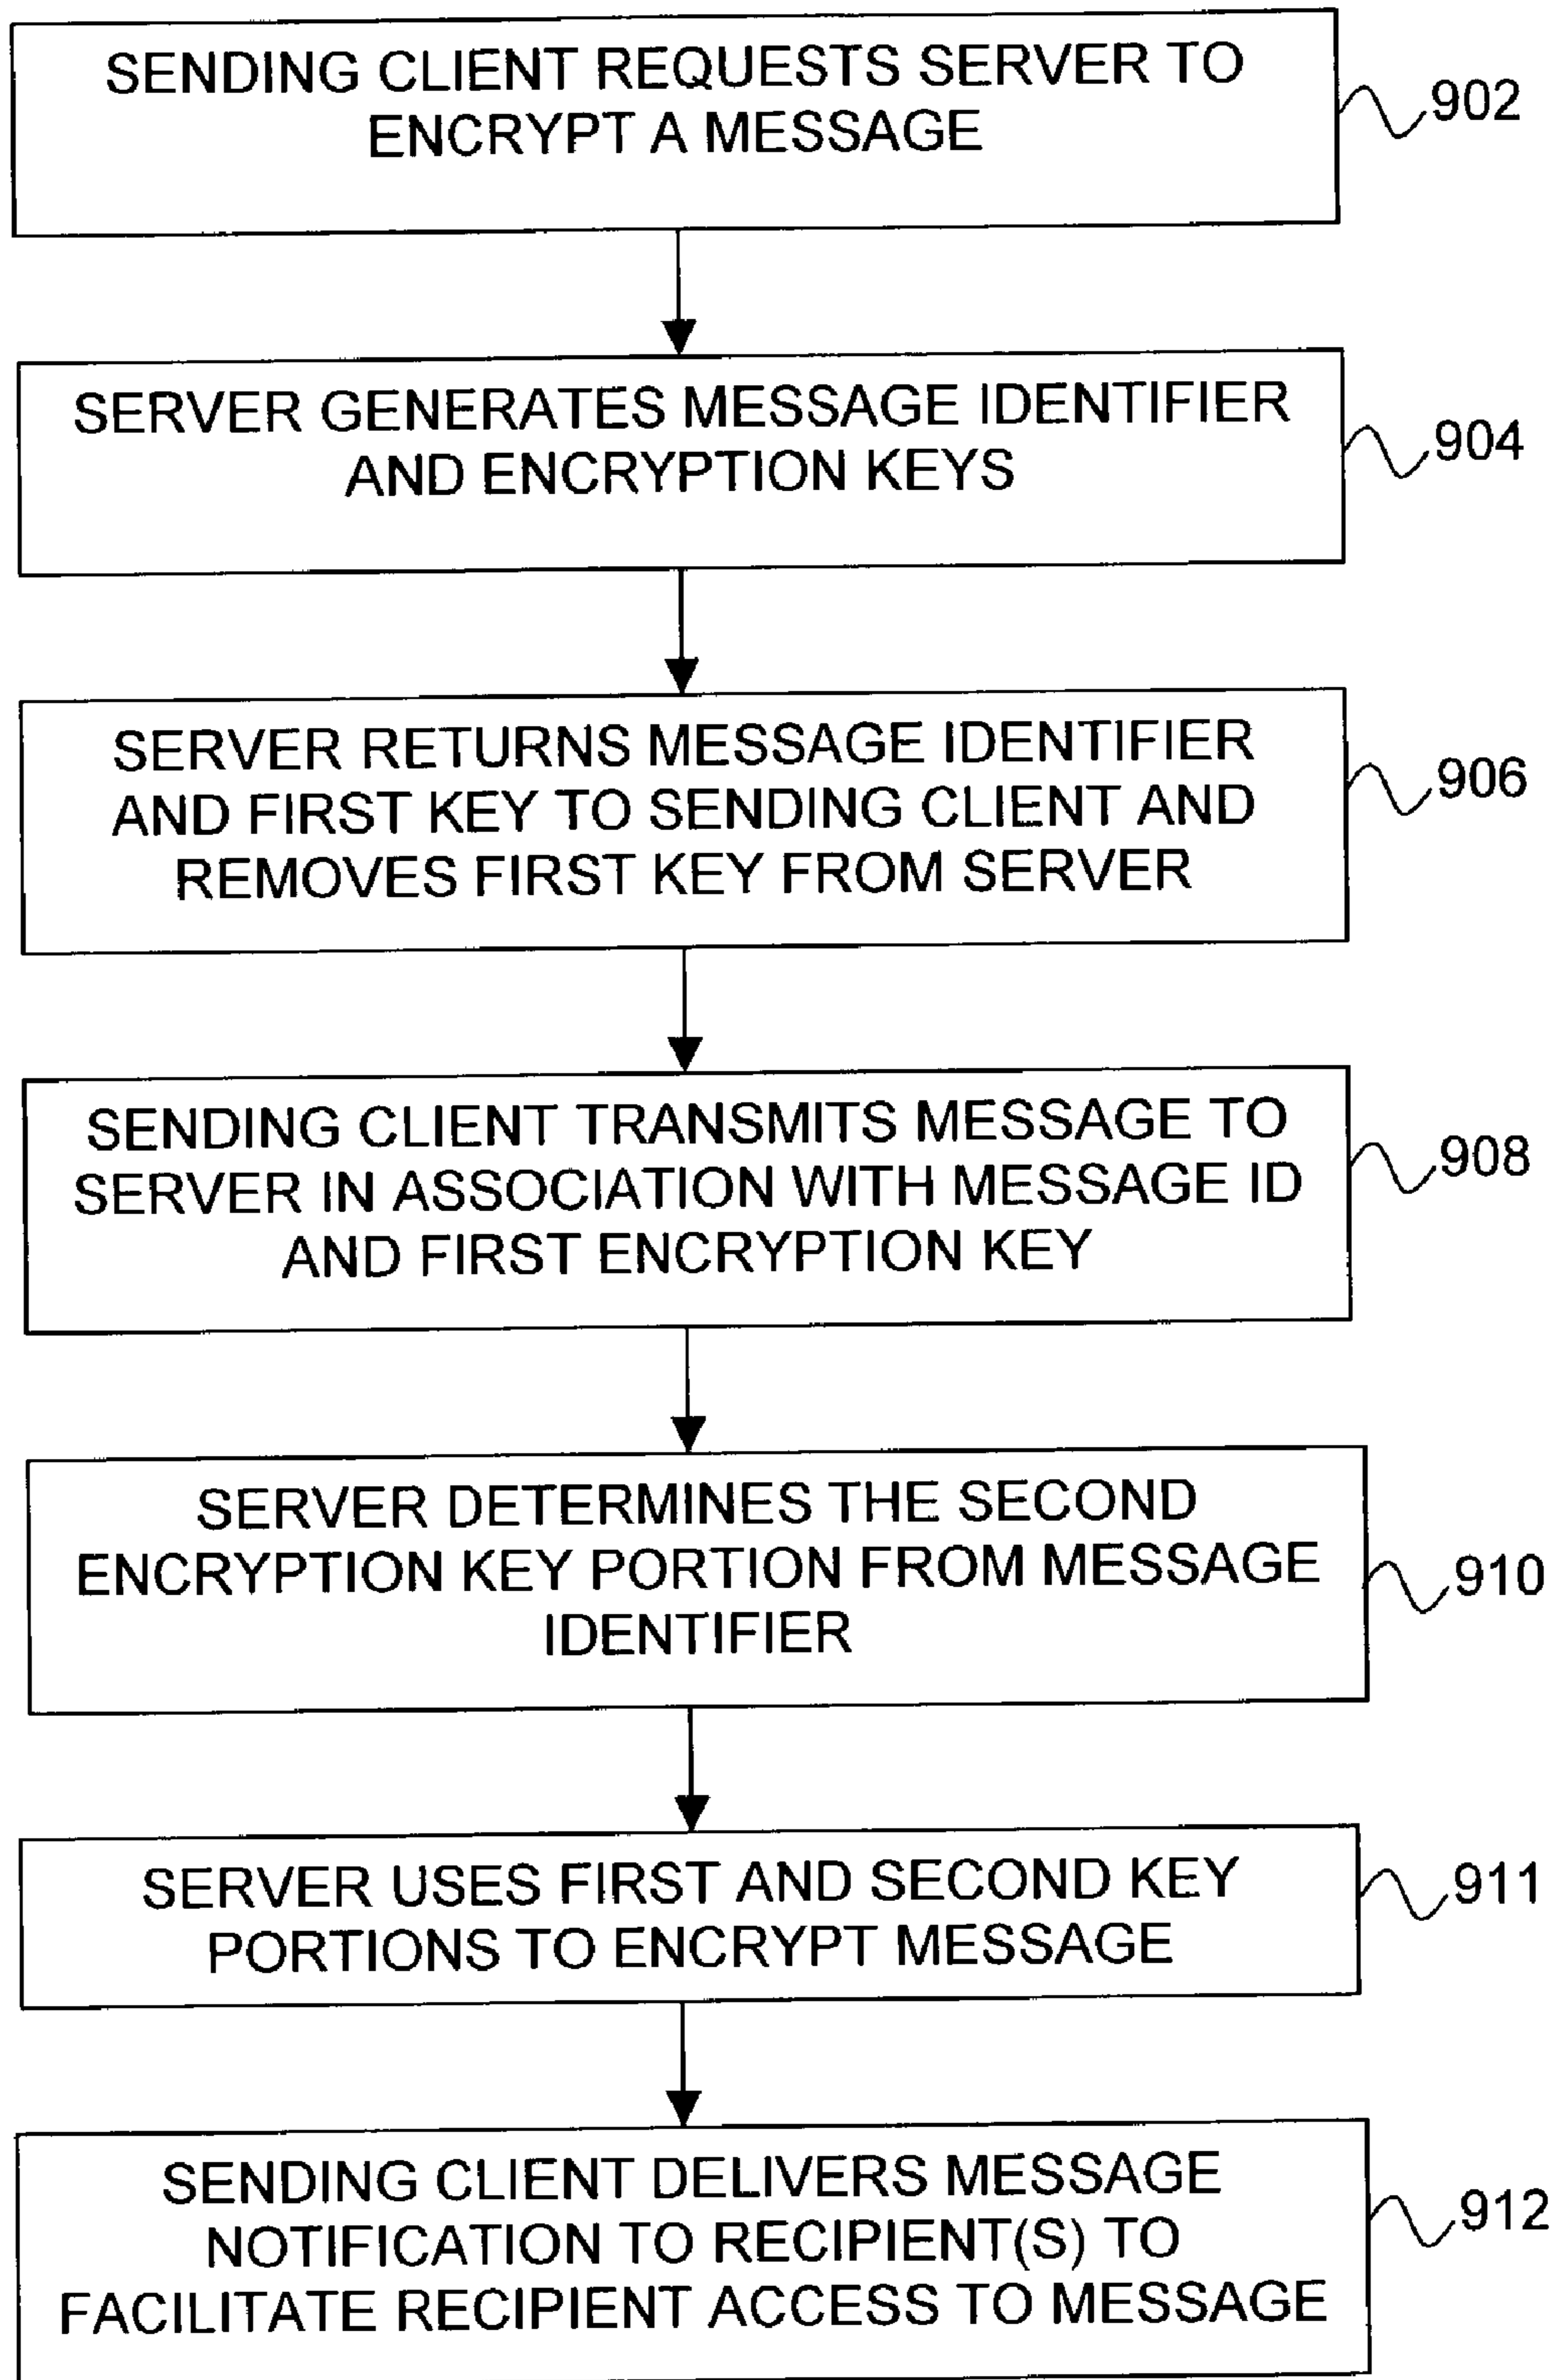 SENDING CLIENT REQUESTS SERVER TO
ENCRYPT A MESSAGE
902
SERVER GENERATES MESSAGE IDENTIFIER
AND ENCRYPTION KEYS
904
SERVER RETURNS MESSAGE IDENTIFIER
AND FIRST KEY TO SENDING CLIENT AND
REMOVES FIRST KEY FROM SERVER
906
SENDING CLIENT TRANSMITS MESSAGE TO
SERVER IN ASSOCIATION WITH MESSAGE ID
AND FIRST ENCRYPTION KEY
908
SERVER DETERMINES THE SECOND
ENCRYPTION KEY PORTION FROM MESSAGE
IDENTIFIER
910
SERVER USES FIRST AND SECOND KEY
PORTIONS TO ENCRYPT MESSAGE
911
SENDING CLIENT DELIVERS MESSAGE
NOTIFICATION TO RECIPIENT(S) TO
FACILITATE RECIPIENT ACCESS TO MESSAGE
912